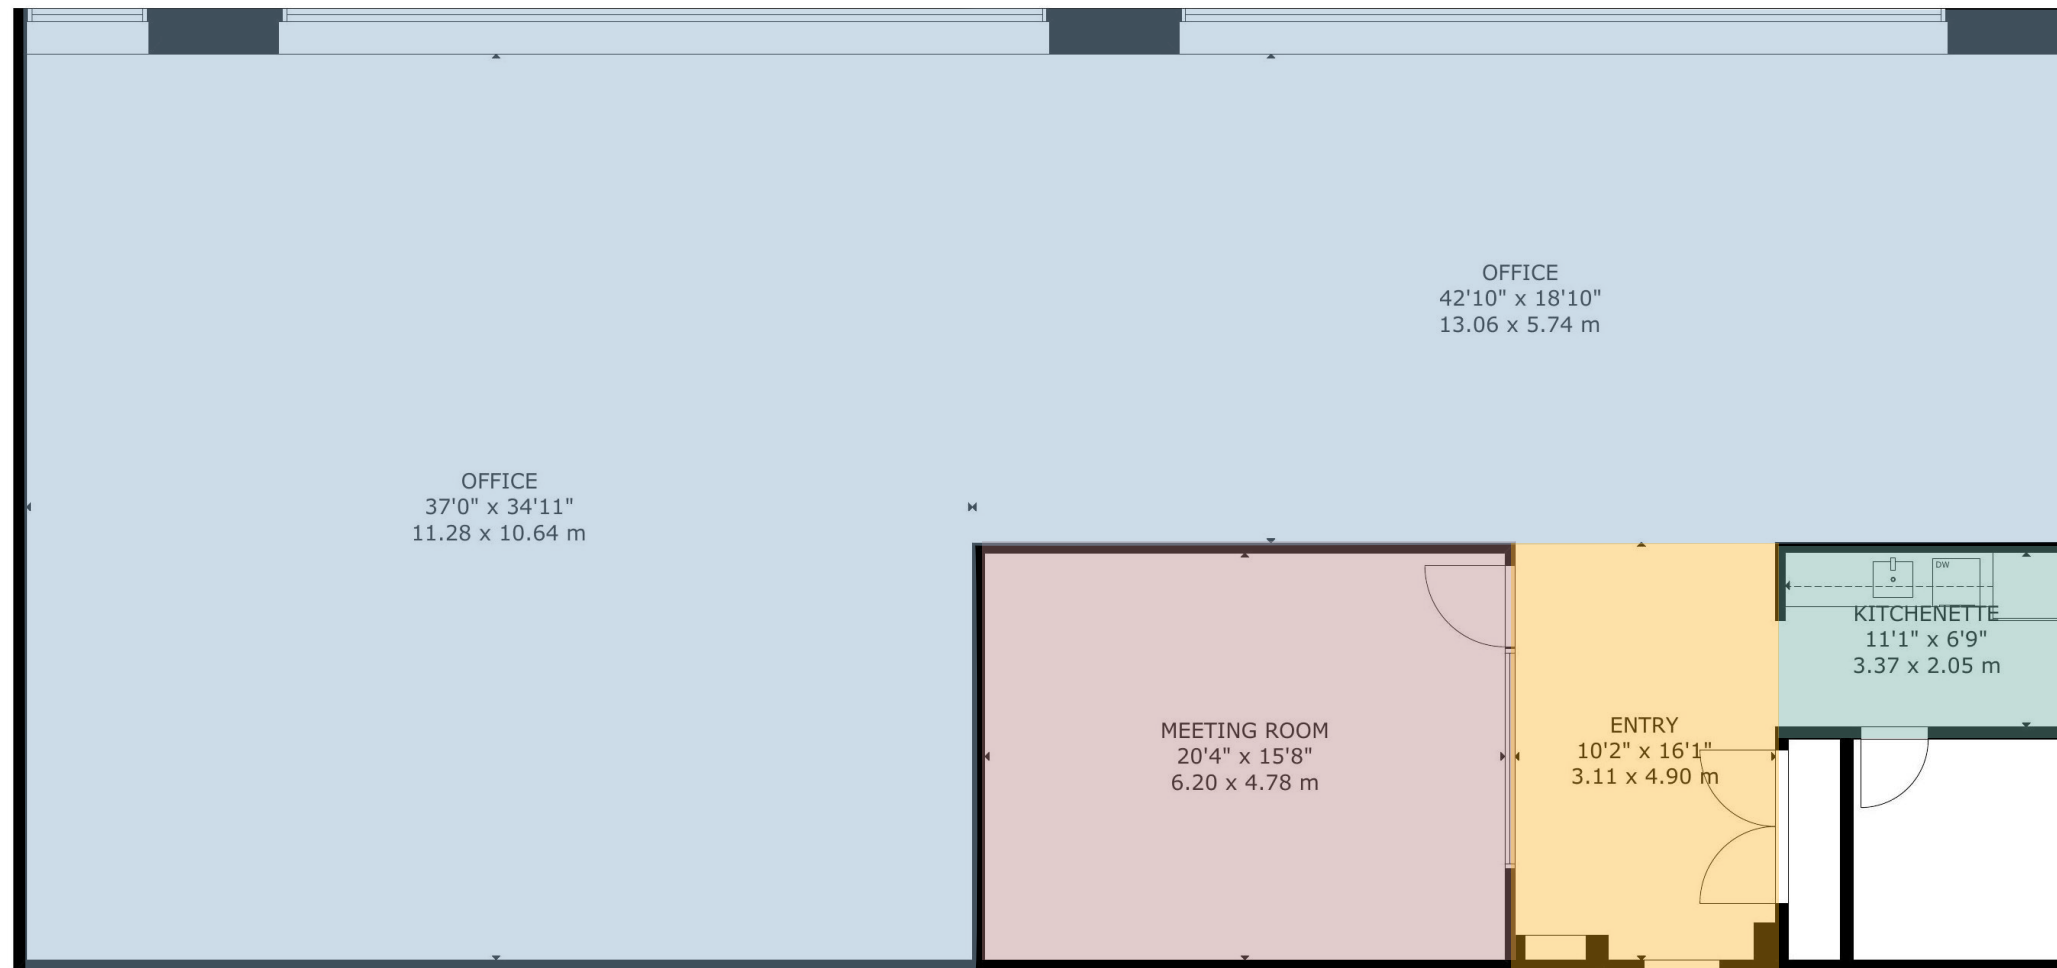 OFFICE
42'10" x 18'10"
13.06 x 5.74 m
OFFICE
37'0" x 34'11"
11.28 x 10.64 m
DW
KITCHENETTE
11'1" x 6'9"
3.37 x 2.05 m
MEETING ROOM
20'4" x 15'8"
6.20 x 4.78 m
ENTRY
10'2" x 16'1"
3.11 x 4.90 m